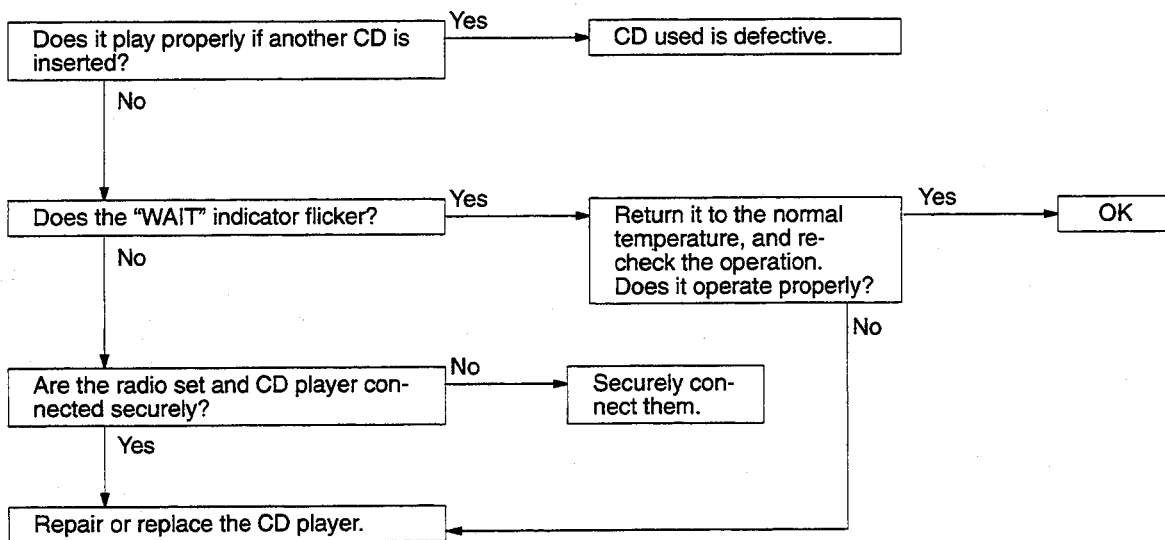 Does it play properly if another CD is
inserted?
Yes
CD used is defective.
No
Does the “WAIT” indicator flicker?
Yes
Return it to the normal
temperature, and re-
check the operation.
Does it operate properly?
Yes
OK
No
No
Are the radio set and CD player con-
nected securely?
No
Securely con-
nect them.
Yes
Repair or replace the CD player.